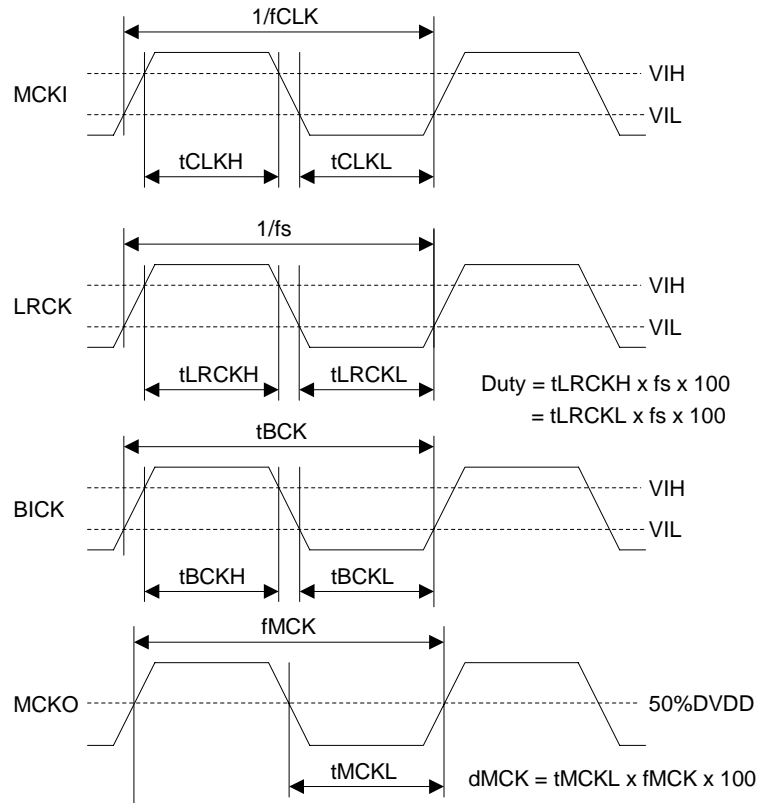 1/fCLK
MCKI
VIH
VIL
tCLKH
tCLKL
1/fs
LRCK
VIH
VIL
tLRCKH
tLRCKL
Duty = tLRCKH x fs x 100
= tLRCKL x fs x 100
tBCK
BICK
VIH
VIL
tBCKH
tBCKL
fMCK
MCKO
50%DVDD
tMCKL
dMCK = tMCKL x fMCK x 100